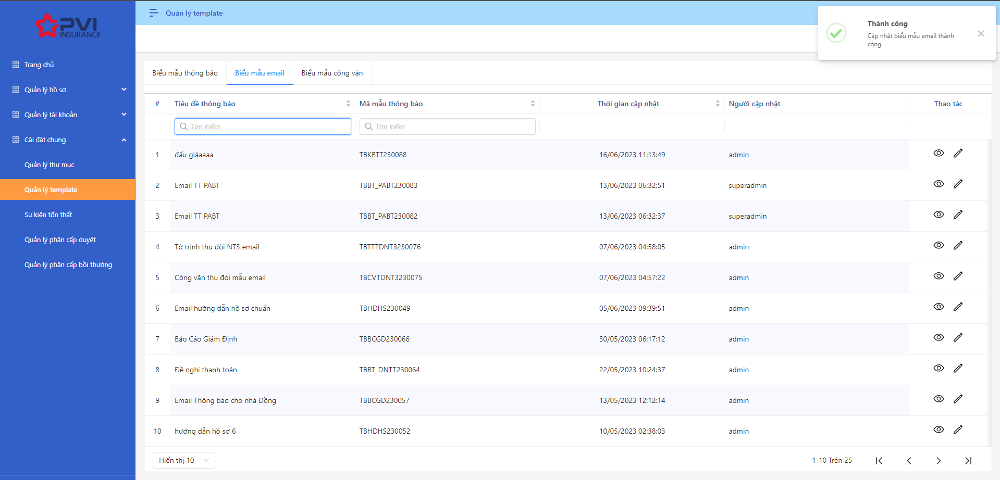 PVI
INSURANCE
Trang chủ
Quản lý hồ sơ
Quản lý tài khoản
Cài đặt chung
Quản lý thư mục
Quản lý template
Sự kiện tổn thất
Quản lý phân cấp duyệt
Quản lý phân cấp bồi thường
Quản lý template
Thành công
Cập nhật biểu mẫu email thành
công
Biểu mẫu thông báo Biểu mẫu email Biểu mẫu công văn
# Tiêu đề thông báo Mã mẫu thông báo Thời gian cập nhật Người cập nhật Thao tác
Tìm kiếm Tìm kiếm
1 đấu giáaaaa TBKBTT230088 16/06/2023 11:13:49 admin
2 Email TT PABT TBBT_PABT230083 13/06/2023 06:32:51 superadmin
3 Email TT PABT TBBT_PABT230082 13/06/2023 06:32:37 superadmin
4 Tờ trình thu đòi NT3 email TBTTTDNT3230076 07/06/2023 04:58:05 admin
5 Công văn thu đòi mẫu email TBCVTDNT3230075 07/06/2023 04:57:22 admin
6 Email hướng dẫn hồ sơ chuẩn TBHDHS230049 05/06/2023 09:39:51 admin
7 Báo Cáo Giám Định TBBCGD230066 30/05/2023 06:17:12 admin
8 Đề nghị thanh toán TBBT_DNTT230064 22/05/2023 10:24:37 admin
9 Email Thông báo cho nhà Đồng TBBCGD230057 13/05/2023 12:12:14 admin
10 hướng dẫn hồ sơ 6 TBHDHS230052 10/05/2023 02:38:03 admin
Hiển thị 10 1-10 Trên 25